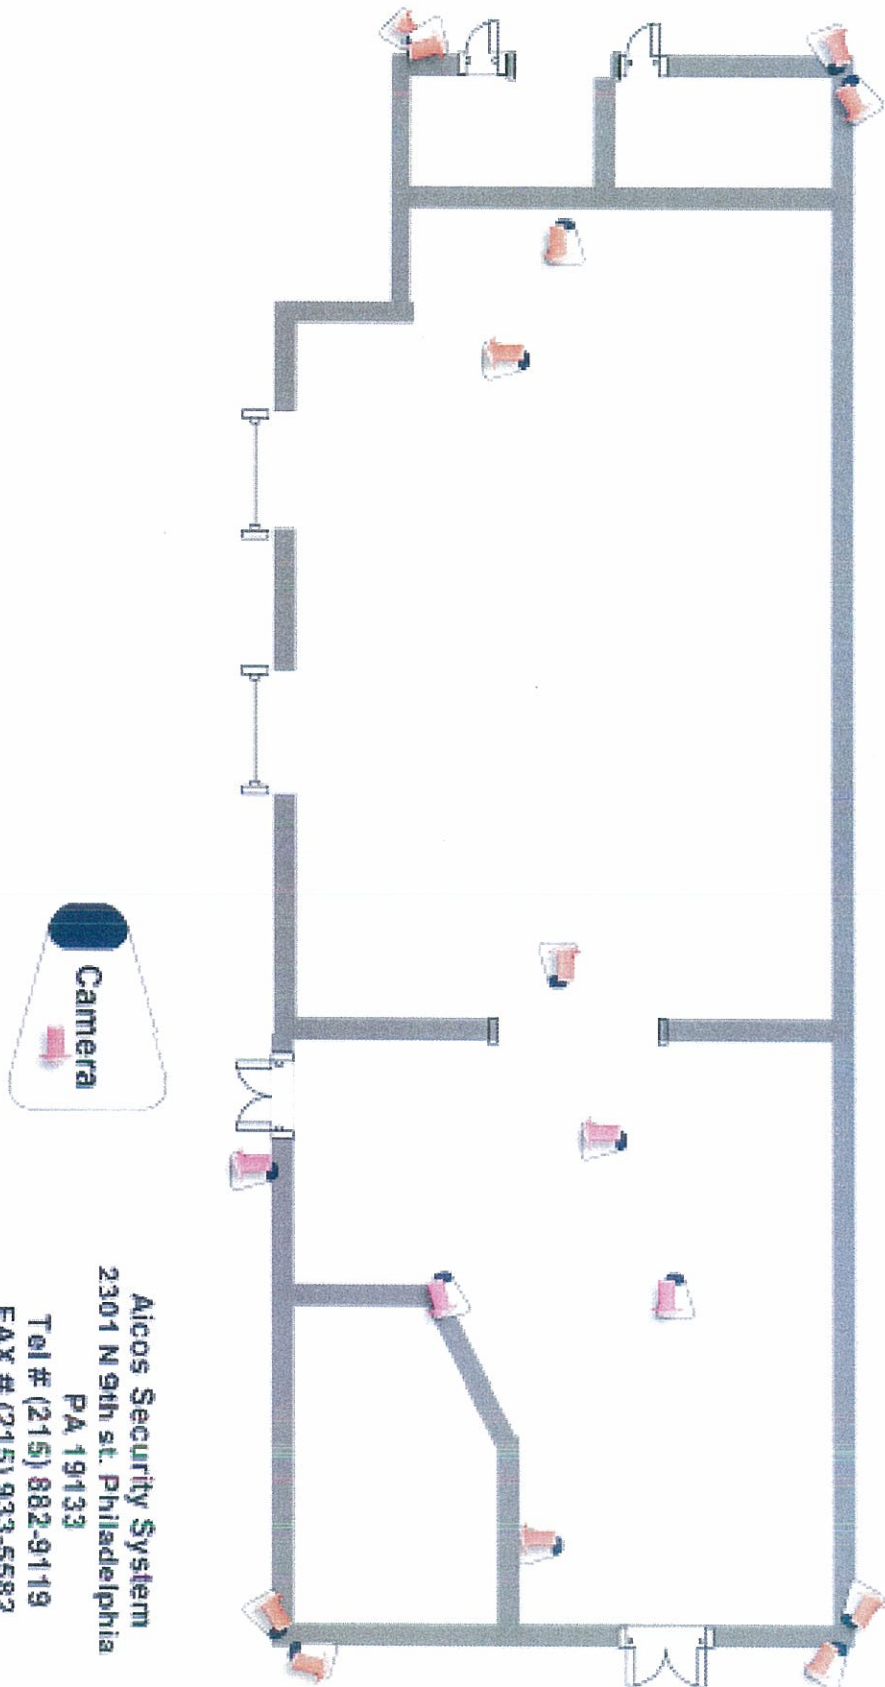 Camera
Aicos Security System
2301 N 9th st. Philadelphia
PA 19133
Tel # (215) 882-9119